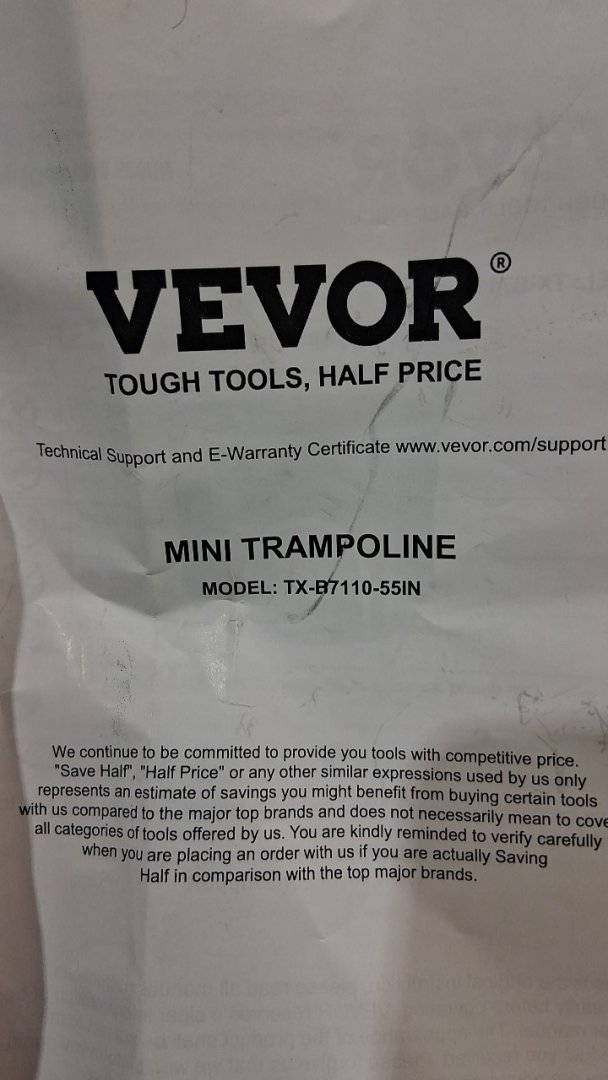 VEVOR®
TOUGH TOOLS, HALF PRICE
Technical Support and E-Warranty Certificate www.vevor.com/support
MINI TRAMPOLINE
MODEL: TX-B7110-55IN
We continue to be committed to provide you tools with competitive price.
"Save Half", "Half Price" or any other similar expressions used by us only
represents an estimate of savings you might benefit from buying certain tools
with us compared to the major top brands and does not necessarily mean to cove
all categories of tools offered by us. You are kindly reminded to verify carefully
when you are placing an order with us if you are actually Saving
Half in comparison with the top major brands.